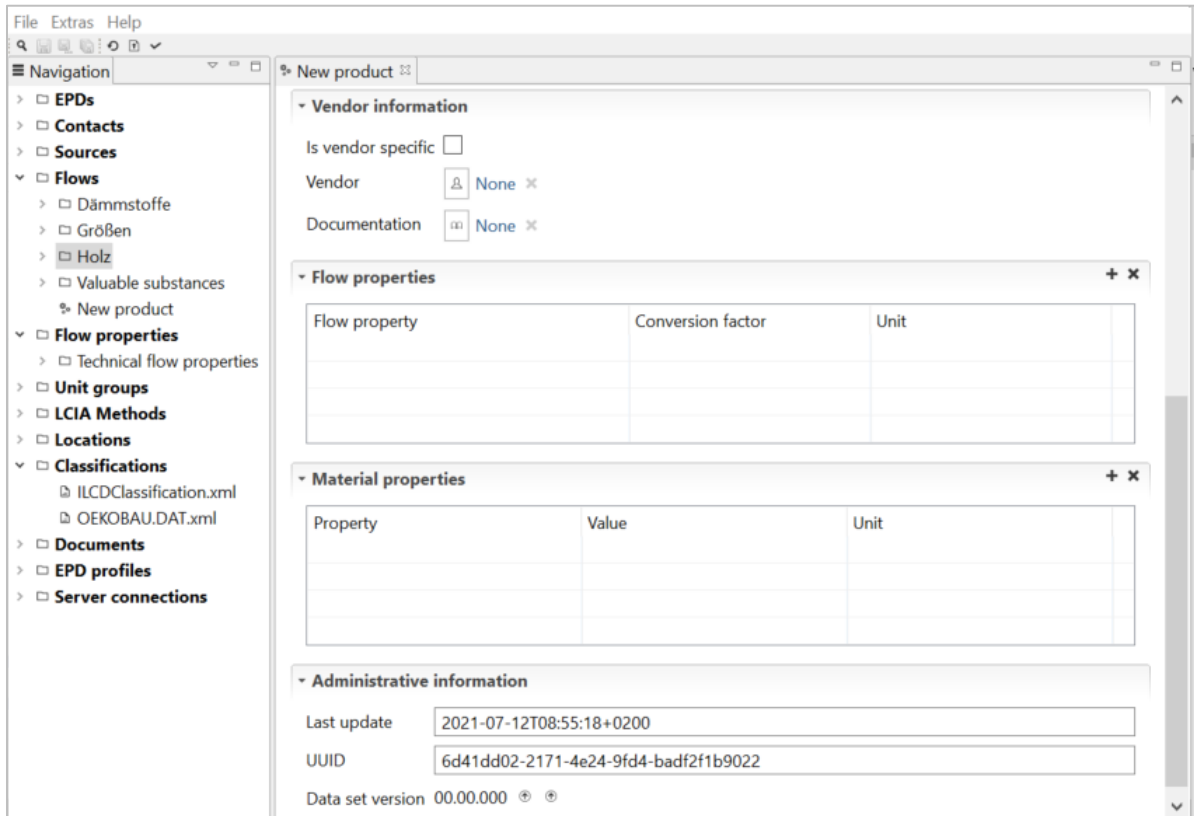 File Extras Help
Navigation
EPDs
Contacts
Sources
Flows
Dämmstoffe
Größen
Holz
Valuable substances
New product
Flow properties
Technical flow properties
Unit groups
LCIA Methods
Locations
Classifications
ILCDClassification.xml
OEKOBAU.DAT.xml
Documents
EPD profiles
Server connections
New product
Vendor information
Is vendor specific
Vendor None
Documentation None
Flow properties
Flow property Conversion factor Unit
Material properties
Property Value Unit
Administrative information
Last update 2021-07-12T08:55:18+0200
UUID 6d41dd02-2171-4e24-9fd4-badf2f1b9022
Data set version 00.00.000